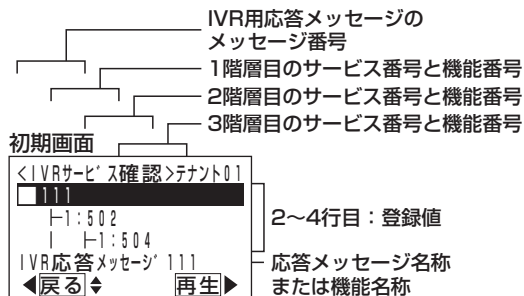 IVR用応答メッセージの
メッセージ番号
1階層目のサービス番号と機能番号
2階層目のサービス番号と機能番号
3階層目のサービス番号と機能番号
初期画面
<IVRサービス確認>テナント01
111
├1:502
| ├1:504
IVR応答メッセージ111
◀戻る♦ 再生▶
2〜4行目:登録値
応答メッセージ名称
または機能名称